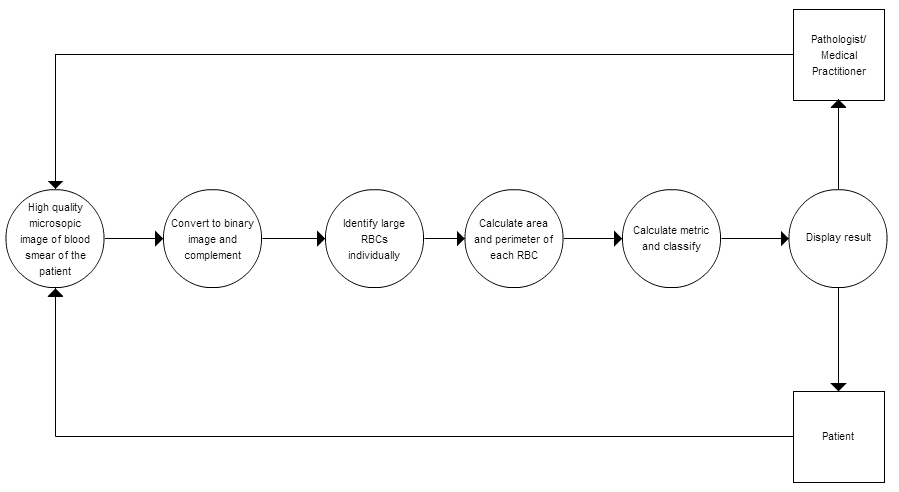 Pathologist/
Medical
Practitioner
High quality
microsopic
image of blood
smear of the
patient
Convert to binary
image and
complement
Identify large
RBCs
individually
Calculate area
and perimeter of
each RBC
Calculate metric
and classify
Display result
Patient